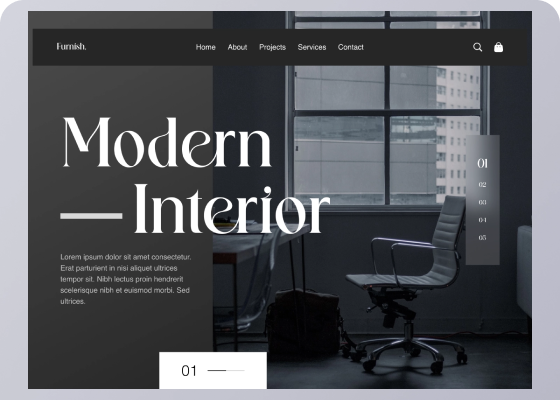 Furnish.
Home About Projects Services Contact
Modern
Interior
01
02
03
04
05
Lorem ipsum dolor sit amet consectetur.
Erat parturient in nisi aliquet ultrices
tempor sit. Nibh lectus proin hendrerit
scelerisque nibh et euismod morbi. Sed
ultrices.
01